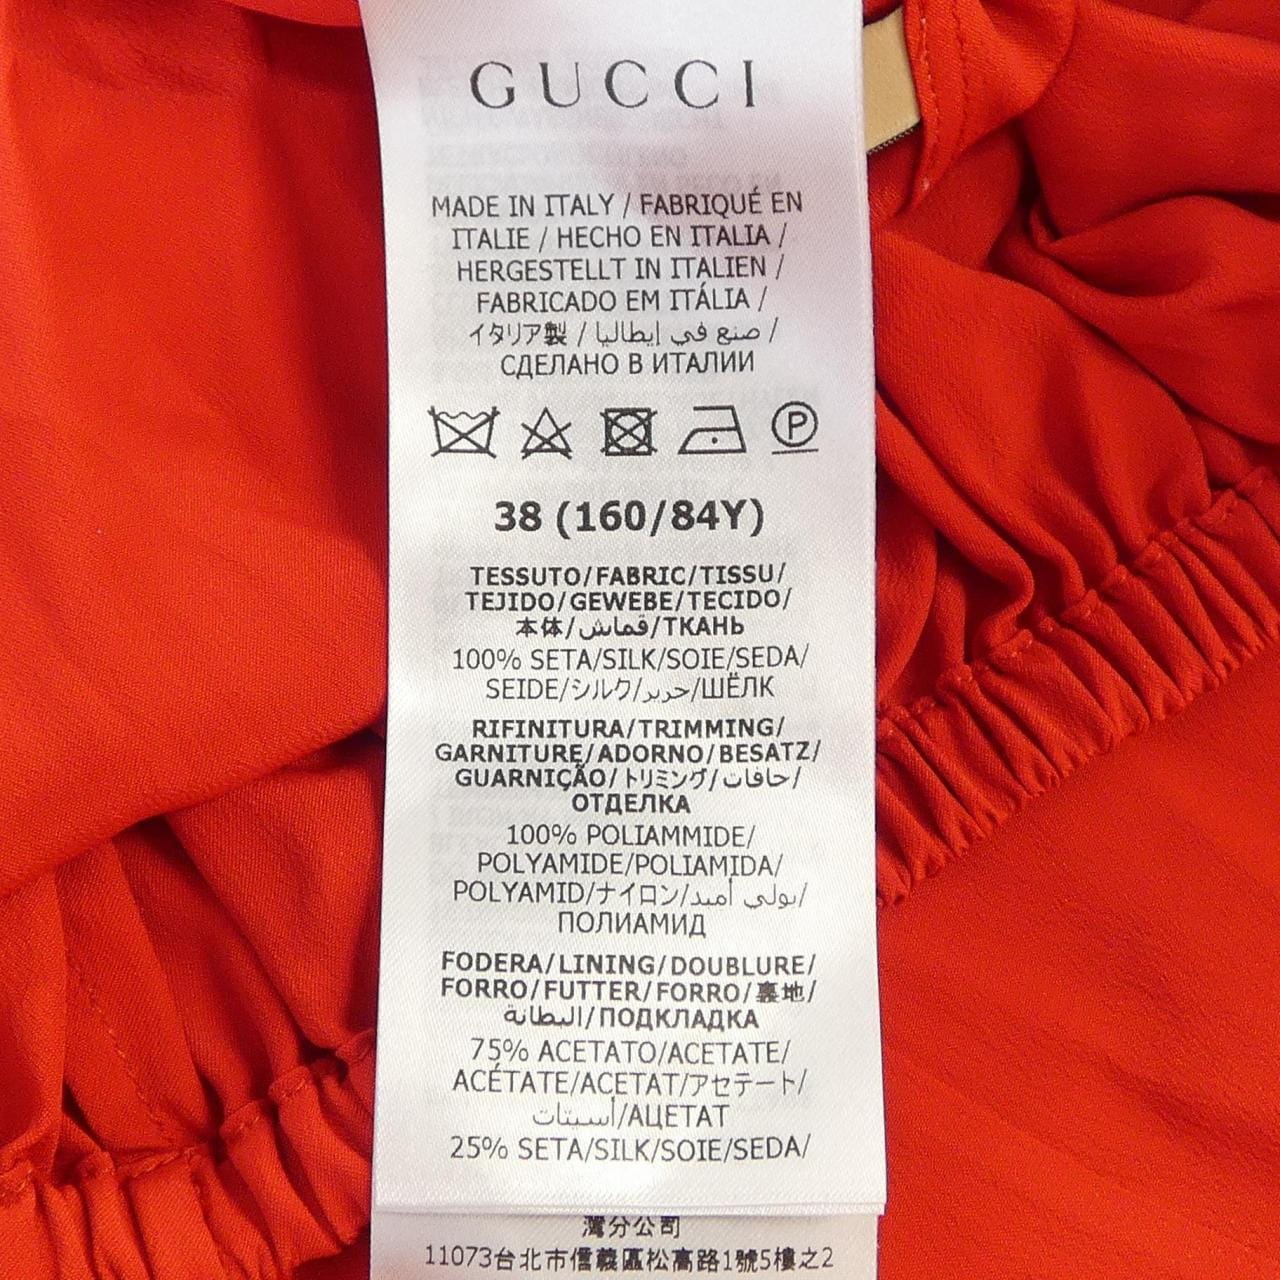 GUCCI
MADE IN ITALY / FABRIQUÉ EN
ITALIE / HECHO EN ITALIA /
HERGESTELLT IN ITALIEN /
FABRICADO EM ITÁLIA /
イタリア製 / صنع في إيطاليا /
СДЕЛАНО В ИТАЛИИ
P
38 (160/84Y)
TESSUTO/FABRIC/TISSU/
TEJIDO/GEWEBE/TECIDO/
本体/قماش/ТКАНЬ
100% SETA/SILK/SOIE/SEDA/
SEIDE/シルク/حرير/ШЁЛК
RIFINITURA/TRIMMING/
GARNITURE/ADORNO/BESATZ/
GUARNIÇÃO/トリミング/حافات/
ОТДЕЛКА
100% POLIAMMIDE/
POLYAMIDE/POLIAMIDA/
POLYAMID/ナイロン/بولي أميد/
ПОЛИАМИД
FODERA/LINING/DOUBLURE/
FORRO/FUTTER/FORRO/裏地/
البطانة/ПОДКЛАДКА
75% ACETATO/ACETATE/
ACÉTATE/ACETAT/アセテート/
أسيتات/АЦЕТАТ
25% SETA/SILK/SOIE/SEDA/
灣分公司
11073台北市信義區松高路1號5樓之2